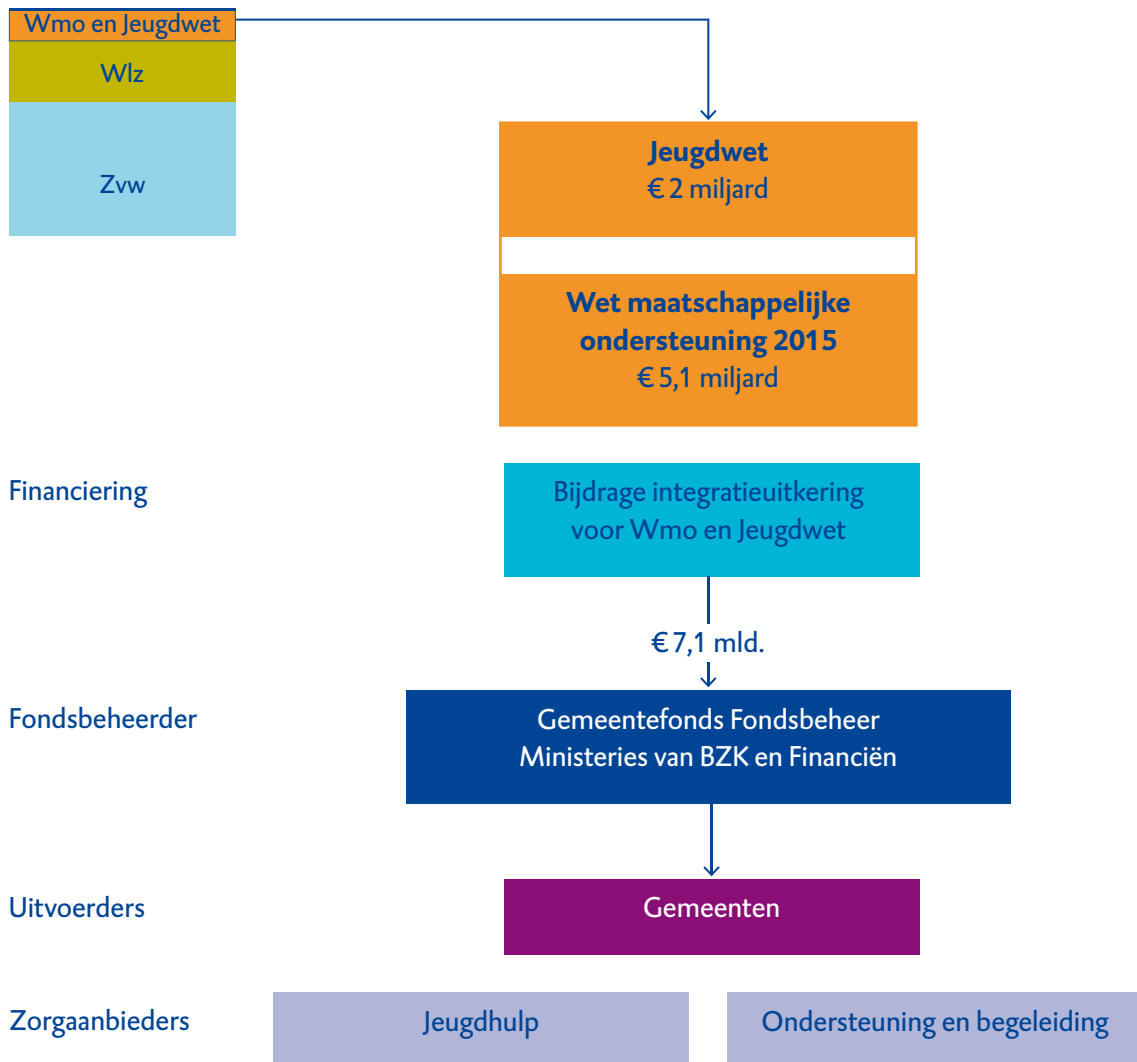 Wmo en Jeugdwet
Wlz
Zvw
Jeugdwet
€ 2 miljard
Wet maatschappelijke
ondersteuning 2015
€ 5,1 miljard
Financiering
Bijdrage integratieuitkering
voor Wmo en Jeugdwet
€ 7,1 mld.
Fondsbeheerder
Gemeentefonds Fondsbeheer
Ministeries van BZK en Financiën
Uitvoerders
Gemeenten
Zorgaanbieders
Jeugdhulp
Ondersteuning en begeleiding